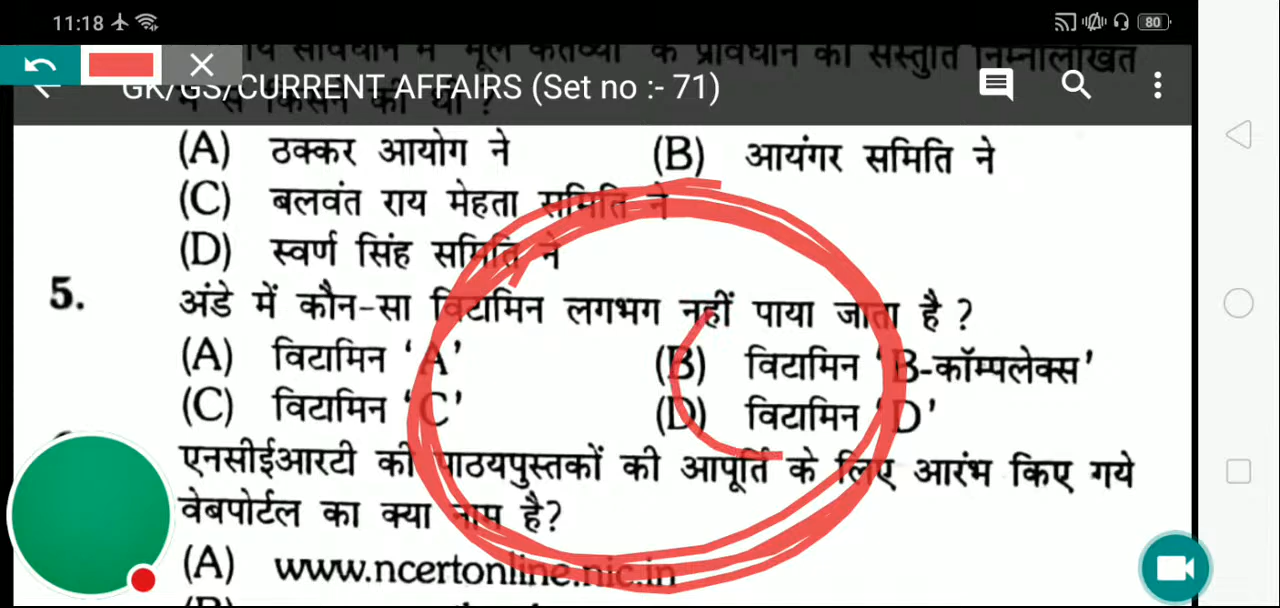 11:18
80
GK/GS/CURRENT AFFAIRS (Set no :- 71)
के प्रावधान की संस्तुति निम्नलिखित
(A) ठक्कर आयोग ने (B) आयंगर समिति ने
(C) बलवंत राय मेहता समिति ने
(D) स्वर्ण सिंह समिति ने
5. अंडे में कौन-सा विटामिन लगभग नहीं पाया जाता है ?
(A) विटामिन ‘A’ (B) विटामिन ‘B-कॉम्पलेक्स’
(C) विटामिन ‘C’ (D) विटामिन ‘D’
एनसीईआरटी की पाठयपुस्तकों की आपूर्ति के लिए आरंभ किए गये
वेबपोर्टल का क्या नाम है?
(A) www.ncertonline.nic.in